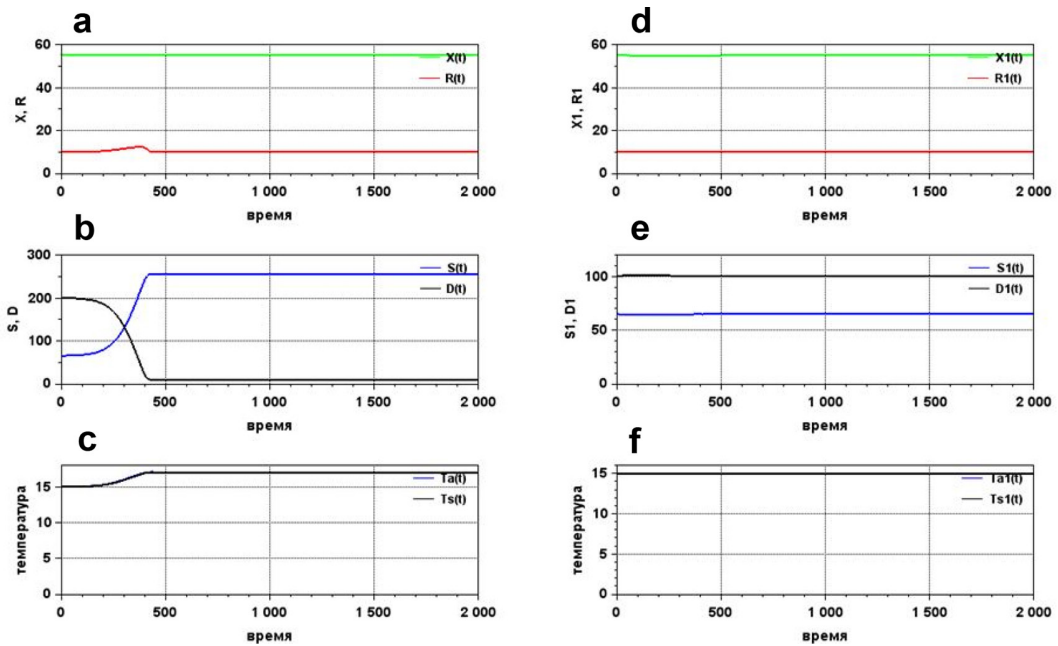 a
60
40
20
0
X, R
X(t)
R(t)
0 500 1 000 1 500 2 000
время
b
300
200
100
0
S, D
S(t)
D(t)
0 500 1 000 1 500 2 000
время
c
15
10
5
0
температура
Ta(t)
Ts(t)
0 500 1 000 1 500 2 000
время
d
60
40
20
0
X1, R1
X1(t)
R1(t)
0 500 1 000 1 500 2 000
время
e
100
50
0
S1, D1
S1(t)
D1(t)
0 500 1 000 1 500 2 000
время
f
15
10
5
0
температура
Ta1(t)
Ts1(t)
0 500 1 000 1 500 2 000
время